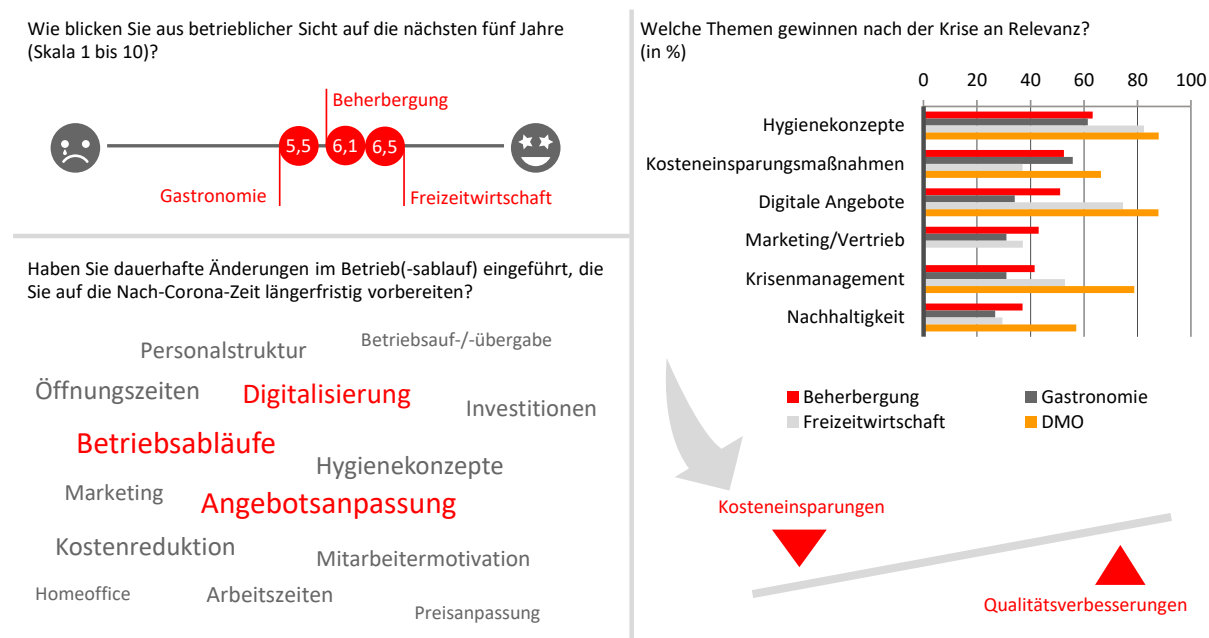 Wie blicken Sie aus betrieblicher Sicht auf die nächsten fünf Jahre
(Skala 1 bis 10)?
Beherbergung
5,5 6,1 6,5
Gastronomie
Freizeitwirtschaft
Haben Sie dauerhafte Änderungen im Betrieb(-sablauf) eingeführt, die
Sie auf die Nach-Corona-Zeit längerfristig vorbereiten?
Betriebsauf-/-übergabe
Personalstruktur
Öffnungszeiten
Digitalisierung
Investitionen
Betriebsabläufe
Hygienekonzepte
Marketing
Angebotsanpassung
Kostenreduktion
Mitarbeitermotivation
Homeoffice
Arbeitszeiten
Preisanpassung
Welche Themen gewinnen nach der Krise an Relevanz?
(in %)
0 20 40 60 80 100
Hygienekonzepte
Kosteneinsparungsmaßnahmen
Digitale Angebote
Marketing/Vertrieb
Krisenmanagement
Nachhaltigkeit
Beherbergung
Gastronomie
Freizeitwirtschaft
DMO
Kosteneinsparungen
Qualitätsverbesserungen